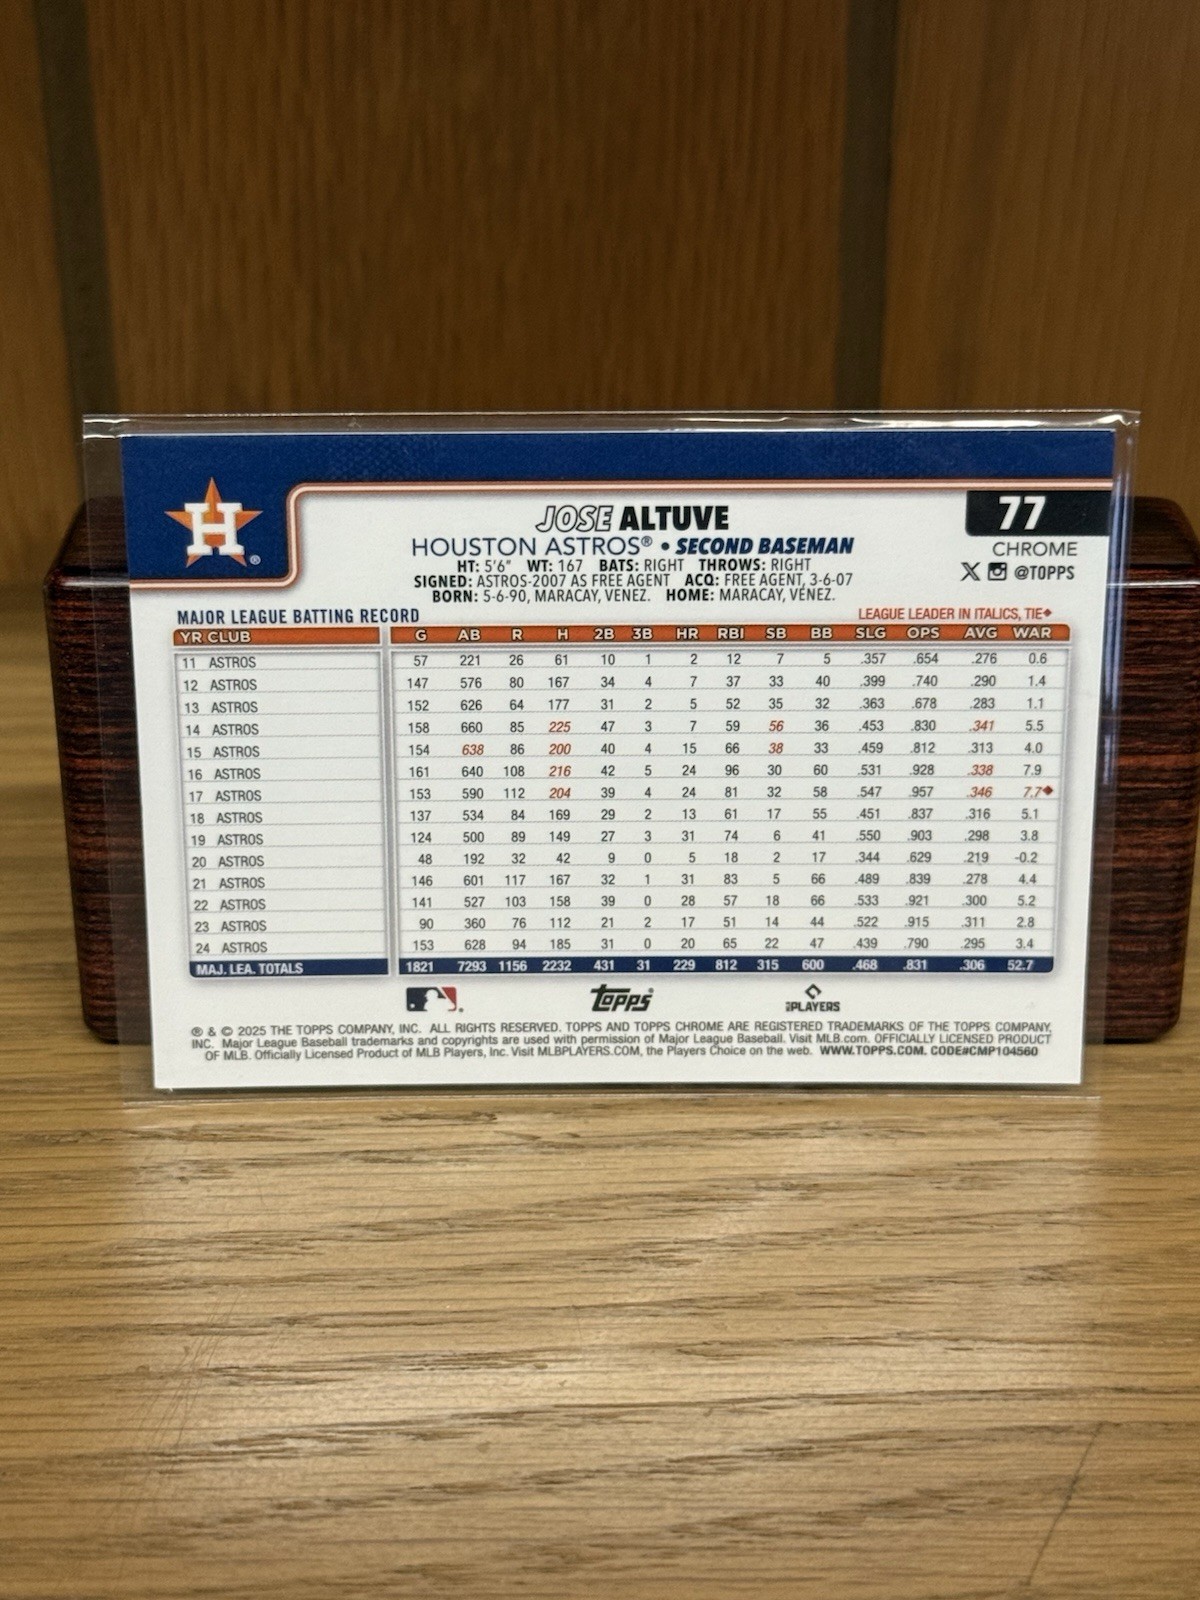 77
JOSE ALTUVE
HOUSTON ASTROS® • SECOND BASEMAN
CHROME
HT: 5'6" WT: 167 BATS: RIGHT THROWS: RIGHT
@TOPPS
SIGNED: ASTROS-2007 AS FREE AGENT ACQ: FREE AGENT, 3-6-07
BORN: 5-6-90, MARACAY, VENEZ. HOME: MARACAY, VENEZ.
H®
MAJOR LEAGUE BATTING RECORD LEAGUE LEADER IN ITALICS, TIE◆
YR CLUB G AB R H 2B 3B HR RBI SB BB SLG OPS AVG WAR
11 ASTROS 57 221 26 61 10 1 2 12 7 5 .357 .654 .276 0.6
12 ASTROS 147 576 80 167 34 4 7 37 33 40 .399 .740 .290 1.4
13 ASTROS 152 626 64 177 31 2 5 52 35 32 .363 .678 .283 1.1
14 ASTROS 158 660 85 225 47 3 7 59 56 36 .453 .830 .341 5.5
15 ASTROS 154 638 86 200 40 4 15 66 38 33 .459 .812 .313 4.0
16 ASTROS 161 640 108 216 42 5 24 96 30 60 .531 .928 .338 7.9
17 ASTROS 153 590 112 204 39 4 24 81 32 58 .547 .957 .346 7.7◆
18 ASTROS 137 534 84 169 29 2 13 61 17 55 .451 .837 .316 5.1
19 ASTROS 124 500 89 149 27 3 31 74 6 41 .550 .903 .298 3.8
20 ASTROS 48 192 32 42 9 0 5 18 2 17 .344 .629 .219 -0.2
21 ASTROS 146 601 117 167 32 1 31 83 5 66 .489 .839 .278 4.4
22 ASTROS 141 527 103 158 39 0 28 57 18 66 .533 .921 .300 5.2
23 ASTROS 90 360 76 112 21 2 17 51 14 44 .522 .915 .311 2.8
24 ASTROS 153 628 94 185 31 0 20 65 22 47 .439 .790 .295 3.4
MAJ. LEA. TOTALS 1821 7293 1156 2232 431 31 229 812 315 600 .468 .831 .306 52.7
Topps® PLAYERS
® & © 2025 THE TOPPS COMPANY, INC. ALL RIGHTS RESERVED. TOPPS AND TOPPS CHROME ARE REGISTERED TRADEMARKS OF THE TOPPS COMPANY,
INC. Major League Baseball trademarks and copyrights are used with permission of Major League Baseball. Visit MLB.com. OFFICIALLY LICENSED PRODUCT
OF MLB. Officially Licensed Product of MLB Players, Inc. Visit MLBPLAYERS.COM, the Players Choice on the web. WWW.TOPPS.COM. CODE#CMP104560